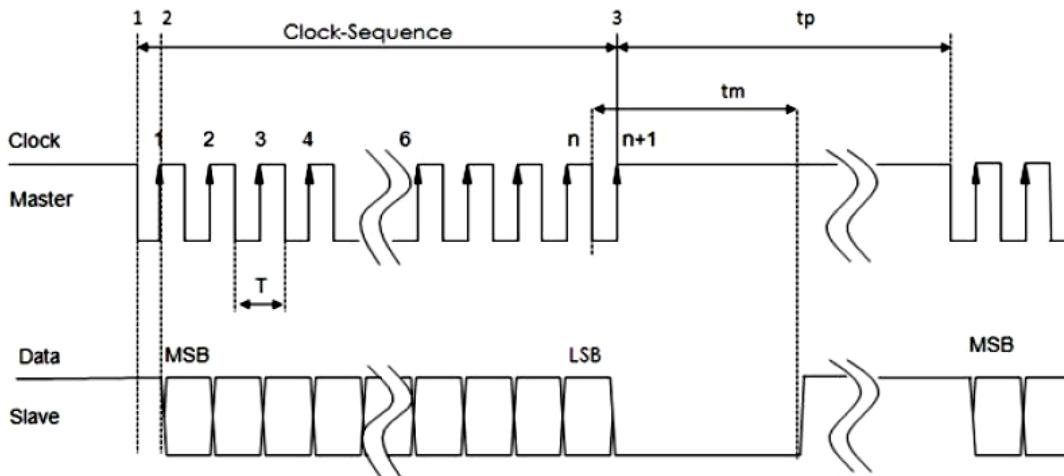 1 2 3 tp
Clock-Sequence
tm
Clock 1 2 3 4 6 n n+1
Master
T
Data MSB LSB MSB
Slave